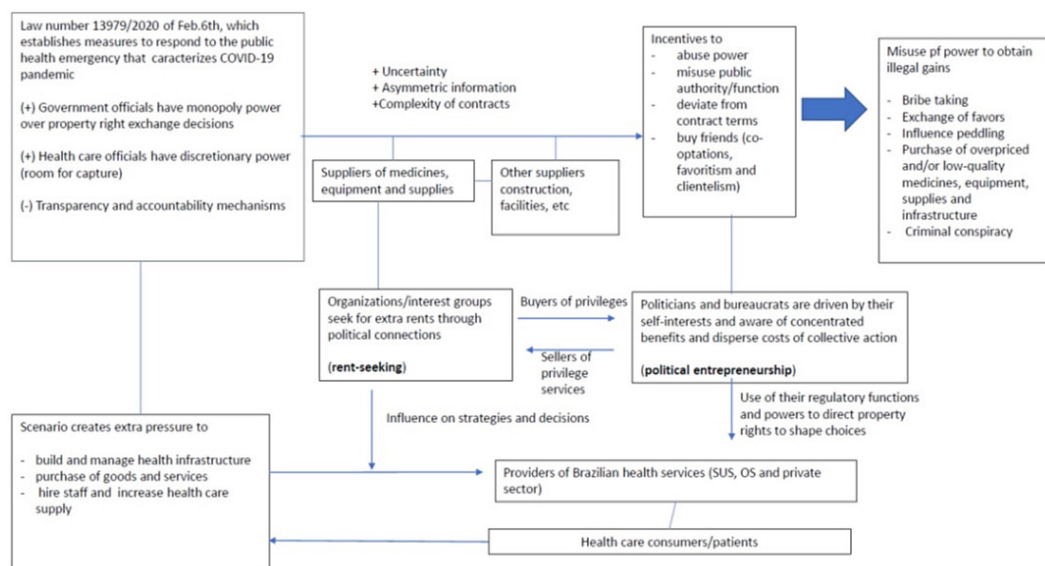 Law number 13979/2020 of Feb.6th, which
establishes measures to respond to the public
health emergency that caracterizes COVID-19
pandemic
(+) Government officials have monopoly power
over property right exchange decisions
(+) Health care officials have discretionary power
(room for capture)
(-) Transparency and accountability mechanisms
+ Uncertainty
+ Asymmetric information
+Complexity of contracts
Suppliers of medicines,
equipment and supplies
Other suppliers
construction,
facilities, etc
Incentives to
- abuse power
- misuse public
authority/function
- deviate from
contract terms
- buy friends (co-
optations,
favoritism and
clientelism)
Misuse pf power to obtain
illegal gains
- Bribe taking
- Exchange of favors
- Influence peddling
- Purchase of overpriced
and/or low-quality
medicines, equipment,
supplies and
infrastructure
- Criminal conspiracy
Organizations/interest groups
seek for extra rents through
political connections
(rent-seeking)
Buyers of privileges
Sellers of
privilege
services
Politicians and bureaucrats are driven by their
self-interests and aware of concentrated
benefits and disperse costs of collective action
(political entrepreneurship)
Influence on strategies and decisions
Use of their regulatory functions
and powers to direct property
rights to shape choices
Scenario creates extra pressure to
- build and manage health infrastructure
- purchase of goods and services
- hire staff and increase health care
supply
Providers of Brazilian health services (SUS, OS and private
sector)
Health care consumers/patients